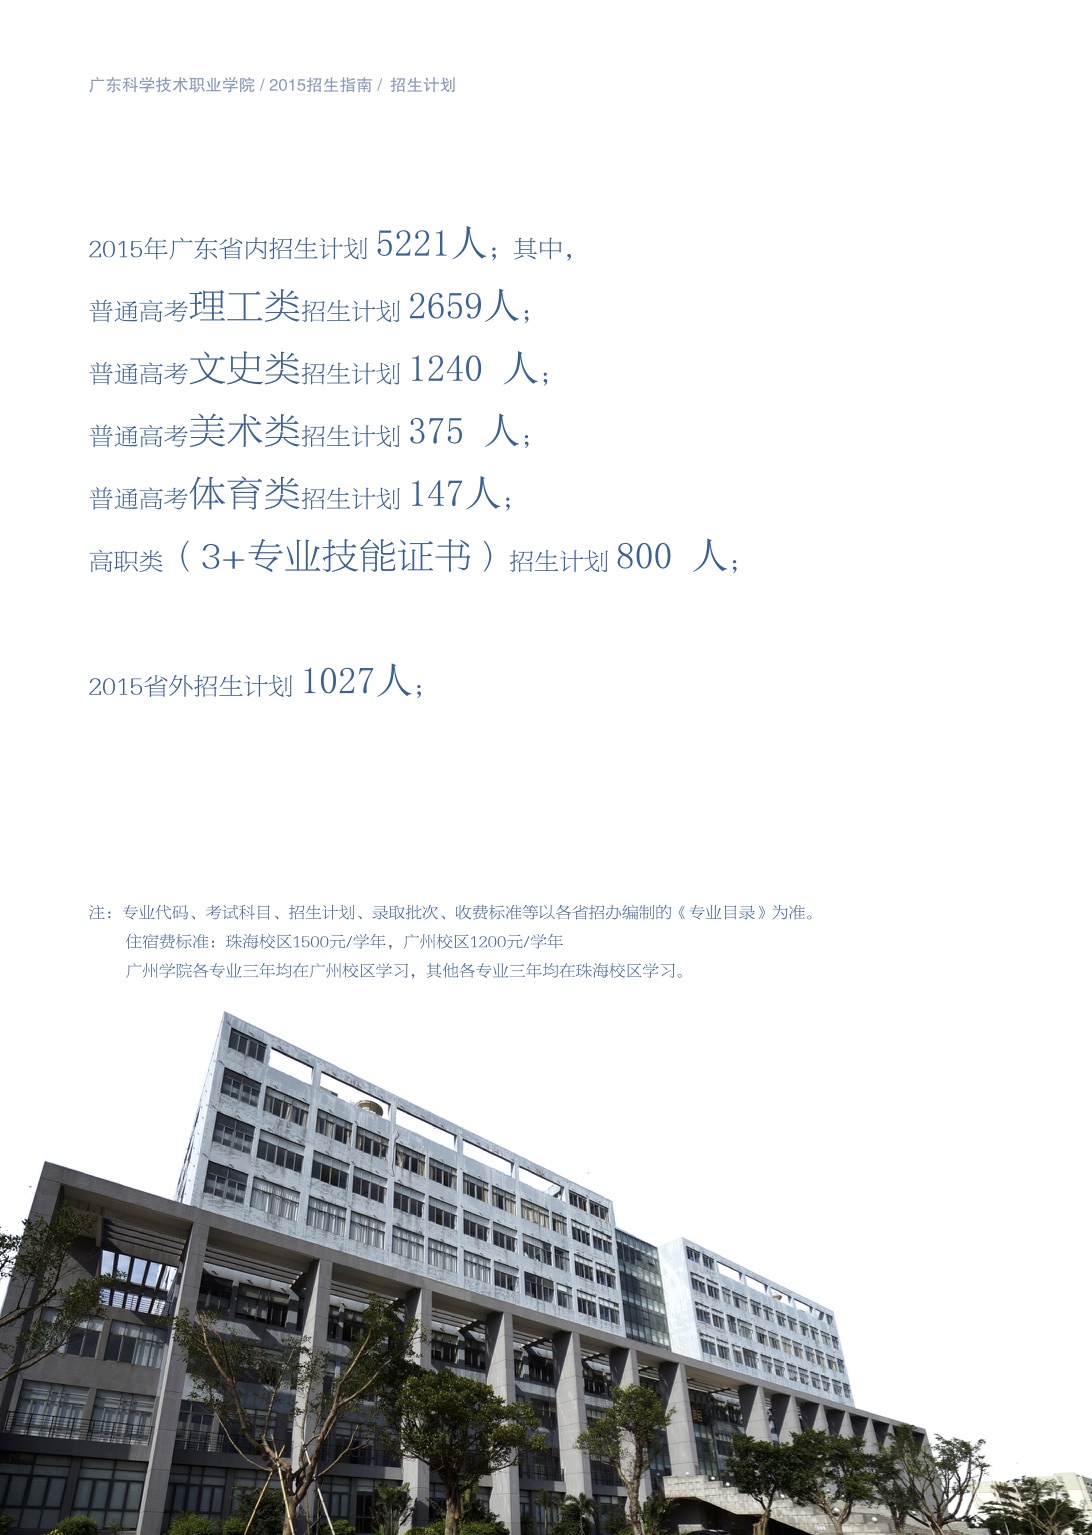 广东科学技术职业学院 / 2015招生指南 / 招生计划
2015年广东省内招生计划 5221人；其中，
普通高考理工类招生计划 2659人；
普通高考文史类招生计划 1240 人；
普通高考美术类招生计划 375 人；
普通高考体育类招生计划 147人；
高职类（3+专业技能证书）招生计划 800 人；
2015省外招生计划 1027人；
注：专业代码、考试科目、招生计划、录取批次、收费标准等以各省招办编制的《专业目录》为准。
住宿费标准：珠海校区1500元/学年，广州校区1200元/学年
广州学院各专业三年均在广州校区学习，其他各专业三年均在珠海校区学习。